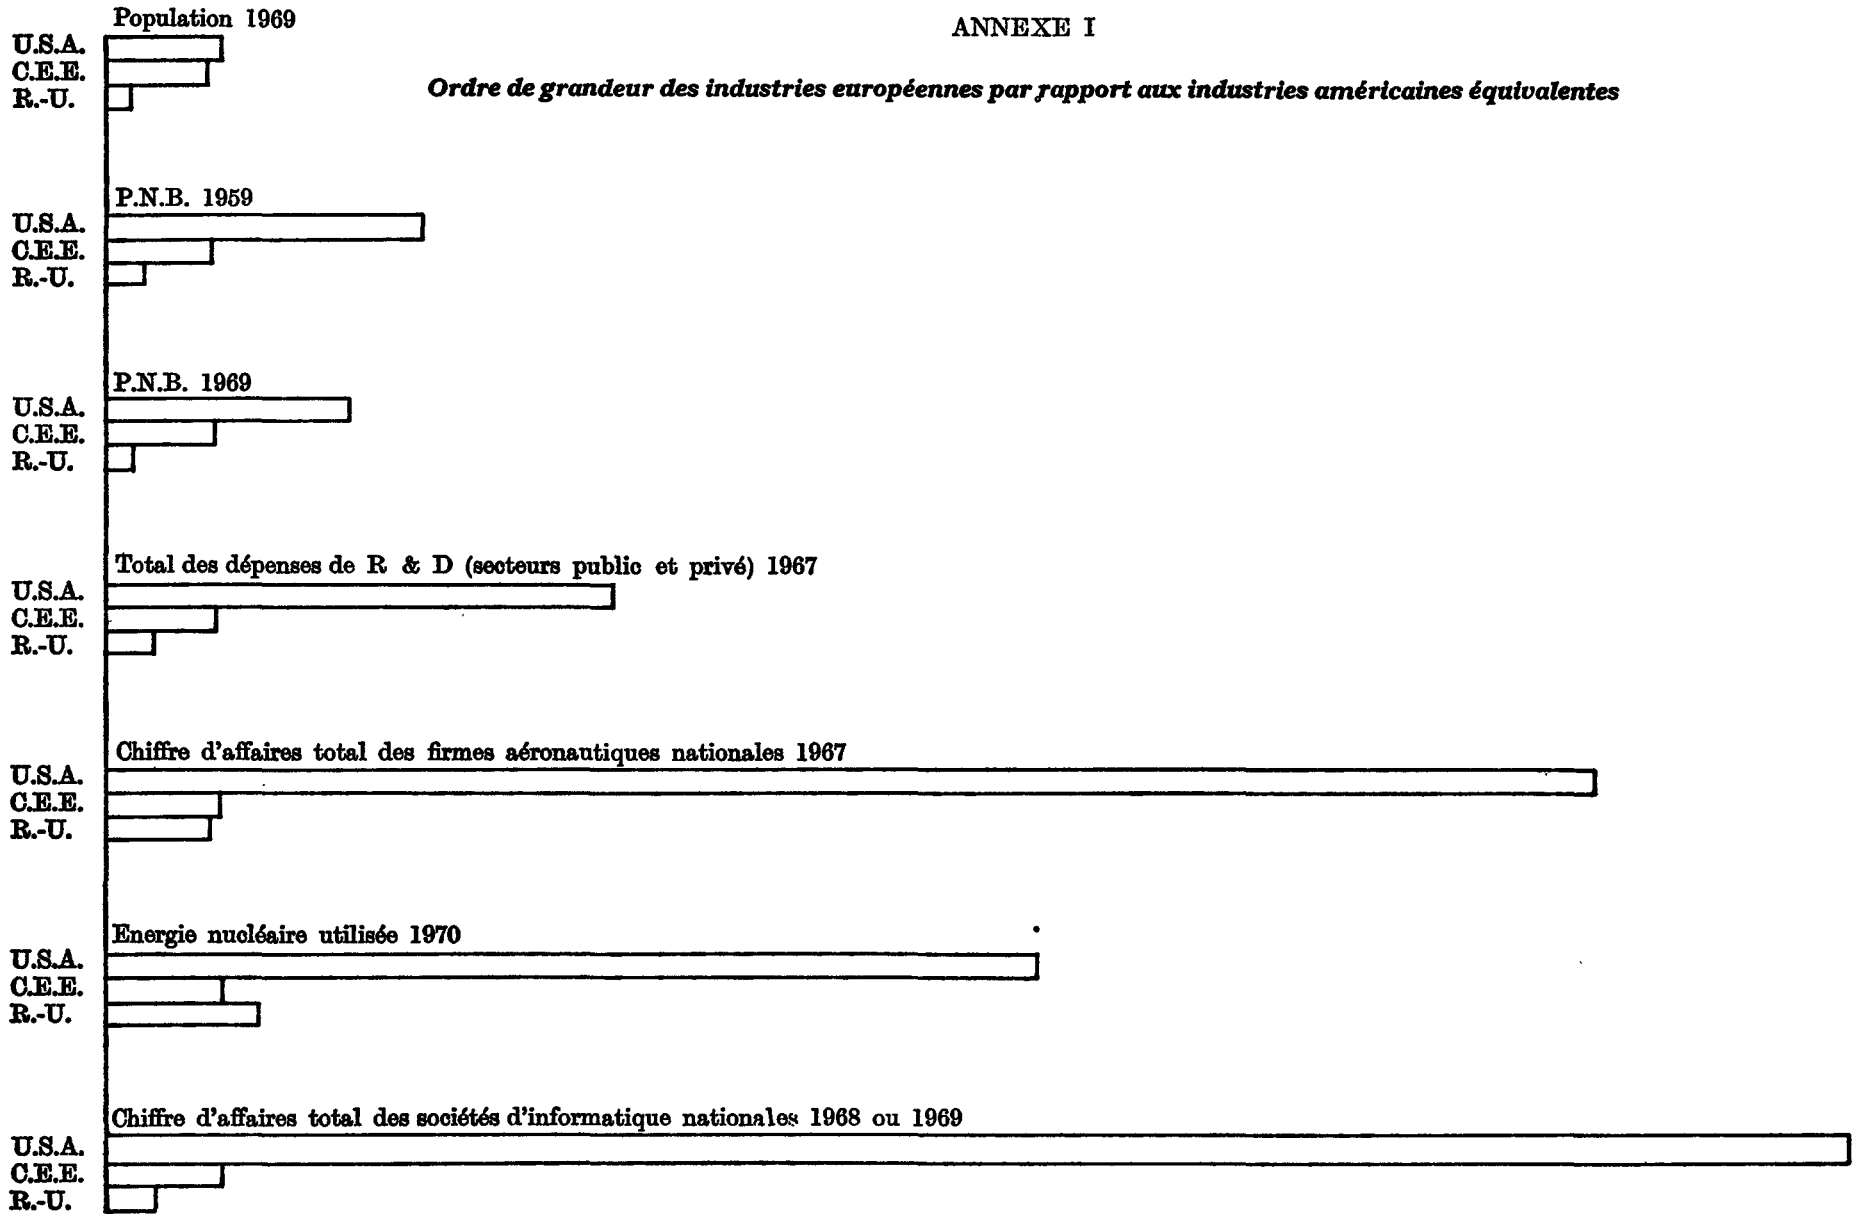 ANNEXE I
Ordre de grandeur des industries européennes par rapport aux industries américaines équivalentes
Population 1969
U.S.A.
C.E.E.
R.-U.
P.N.B. 1959
U.S.A.
C.E.E.
R.-U.
P.N.B. 1969
U.S.A.
C.E.E.
R.-U.
Total des dépenses de R & D (secteurs public et privé) 1967
U.S.A.
C.E.E.
R.-U.
Chiffre d'affaires total des firmes aéronautiques nationales 1967
U.S.A.
C.E.E.
R.-U.
Energie nucléaire utilisée 1970
U.S.A.
C.E.E.
R.-U.
Chiffre d'affaires total des sociétés d'informatique nationales 1968 ou 1969
U.S.A.
C.E.E.
R.-U.